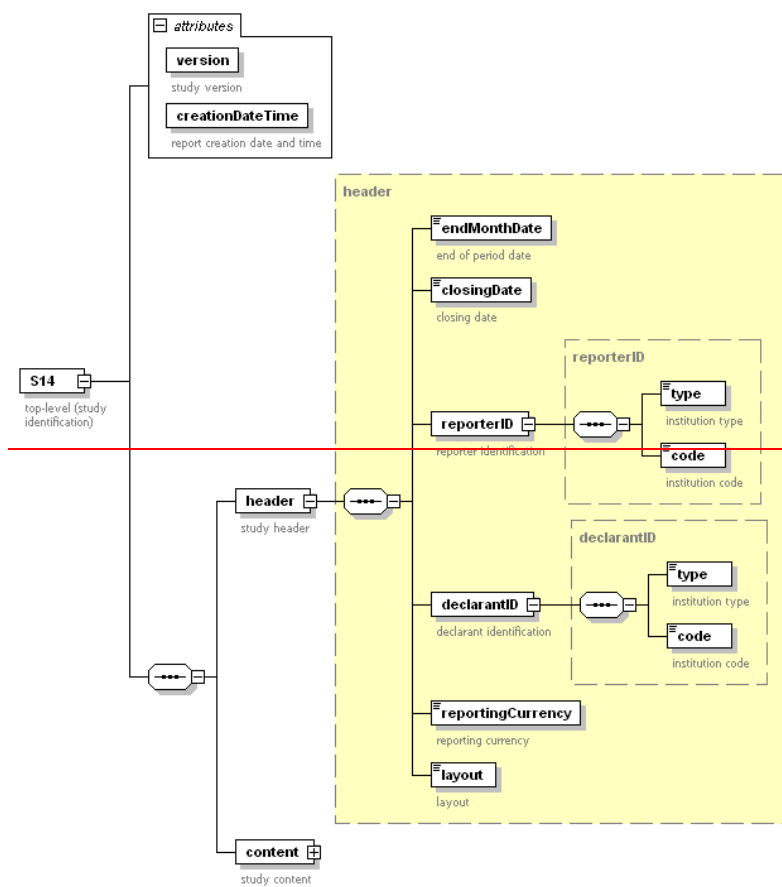 attributes
version
study version
creationDateTime
report creation date and time
header
endMonthDate
end of period date
closingDate
closing date
reporterID
type
institution type
S14
top-level (study
identification)
reporterID
reporter identification
code
institution code
header
study header
declarantID
type
institution type
declarantID
declarant identification
code
institution code
reportingCurrency
reporting currency
layout
layout
content
study content